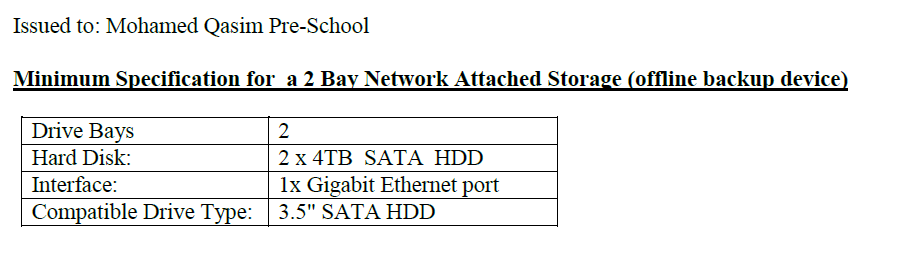 Issued to: Mohamed Qasim Pre-School
Minimum Specification for a 2 Bay Network Attached Storage (offline backup device)
Drive Bays 2
Hard Disk: 2 x 4TB SATA HDD
Interface: 1x Gigabit Ethernet port
Compatible Drive Type: 3.5" SATA HDD